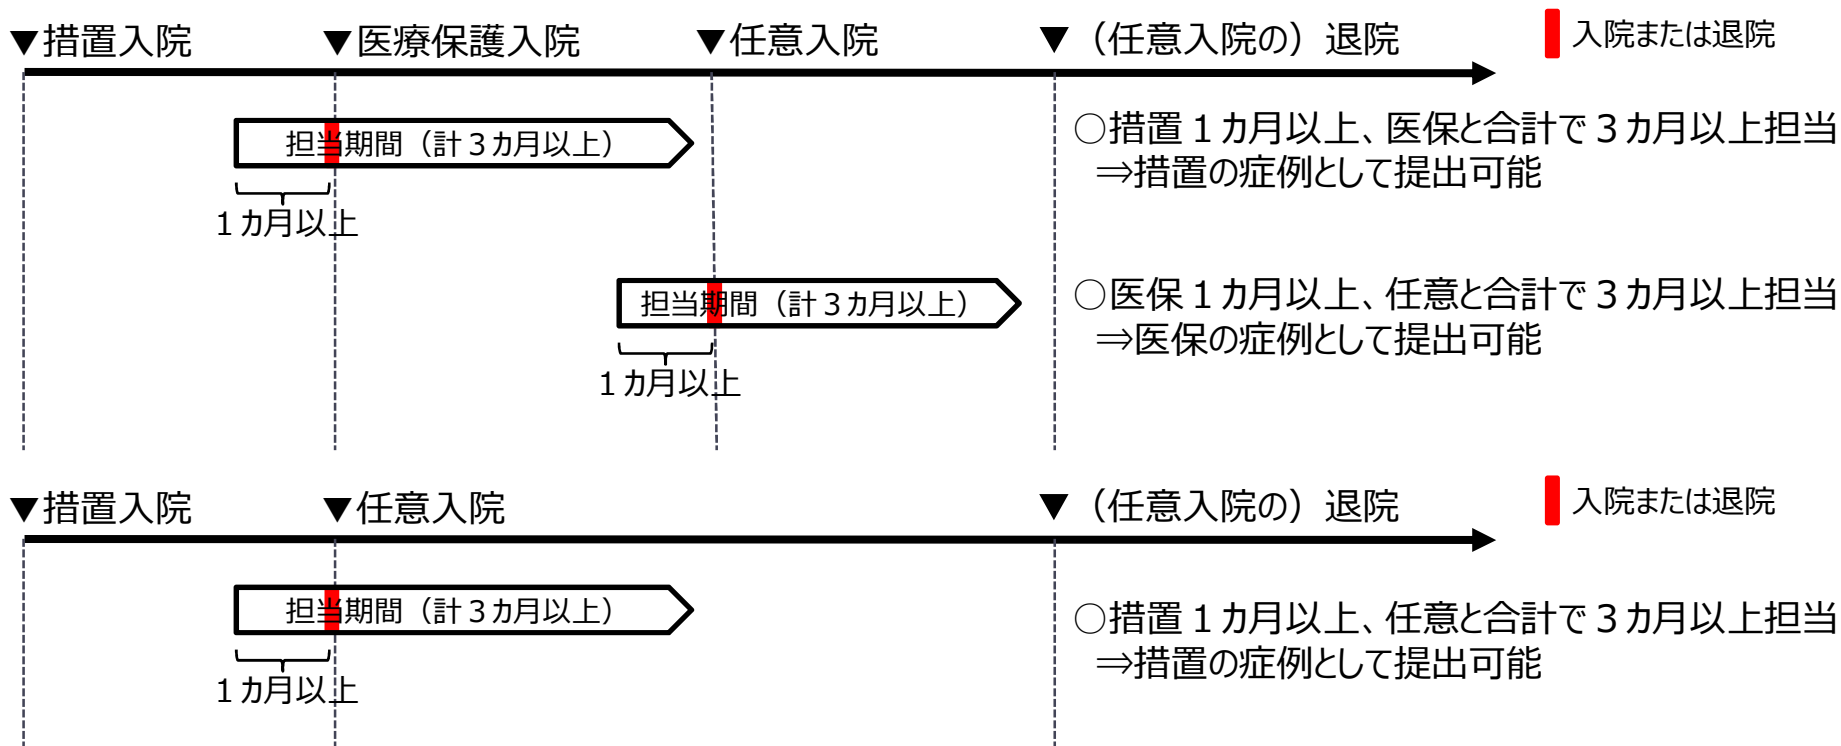 ▼措置入院 ▼医療保護入院 ▼任意入院 ▼（任意入院の）退院 入院または退院
担当期間（計３ヵ月以上）
１ヵ月以上
○措置１カ月以上、医保と合計で３カ月以上担当
⇒措置の症例として提出可能
担当期間（計３ヵ月以上）
１ヵ月以上
○医保１カ月以上、任意と合計で３カ月以上担当
⇒医保の症例として提出可能
▼措置入院 ▼任意入院 ▼（任意入院の）退院 入院または退院
担当期間（計３ヵ月以上）
１ヵ月以上
○措置１カ月以上、任意と合計で３カ月以上担当
⇒措置の症例として提出可能